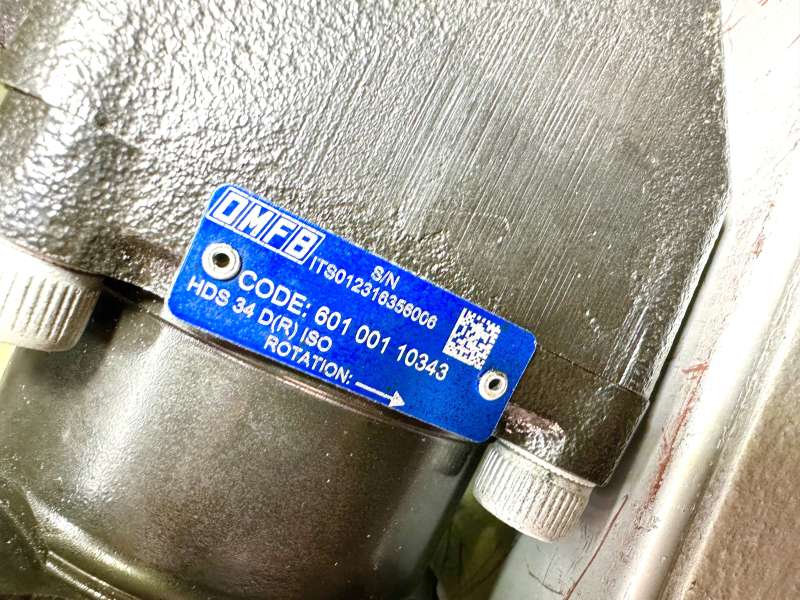 OMFB
S/N
ITS012316356006
CODE: 601 001 10343
HDS 34 D(R) ISO
ROTATION: